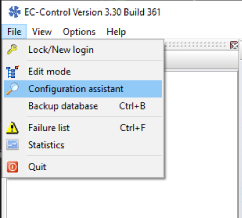 EC-Control Version 3.30 Build 361
File View Options Help
Lock/New login
Edit mode
Configuration assistant
Backup database Ctrl+B
Failure list Ctrl+F
Statistics
Quit